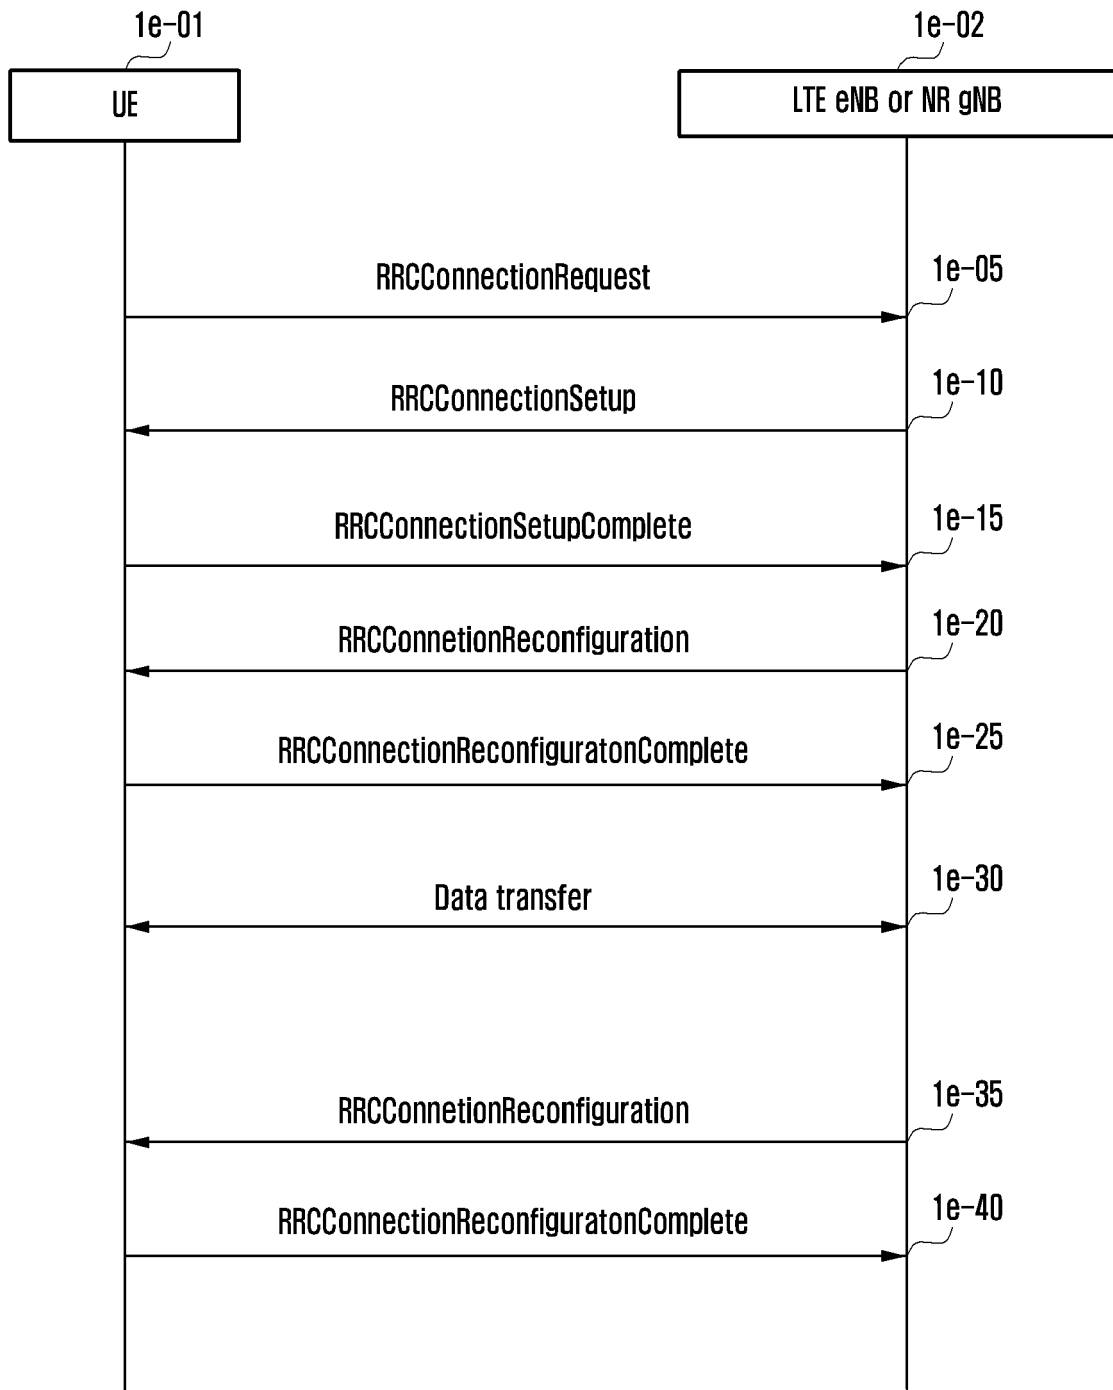 1e-01
1e-02
UE
LTE eNB or NR gNB
RRCConnectionRequest
1e-05
RRCConnectionSetup
1e-10
RRCConnectionSetupComplete
1e-15
RRCConnetionReconfiguration
1e-20
RRCConnectionReconfiguratonComplete
1e-25
Data transfer
1e-30
RRCConnetionReconfiguration
1e-35
RRCConnectionReconfiguratonComplete
1e-40